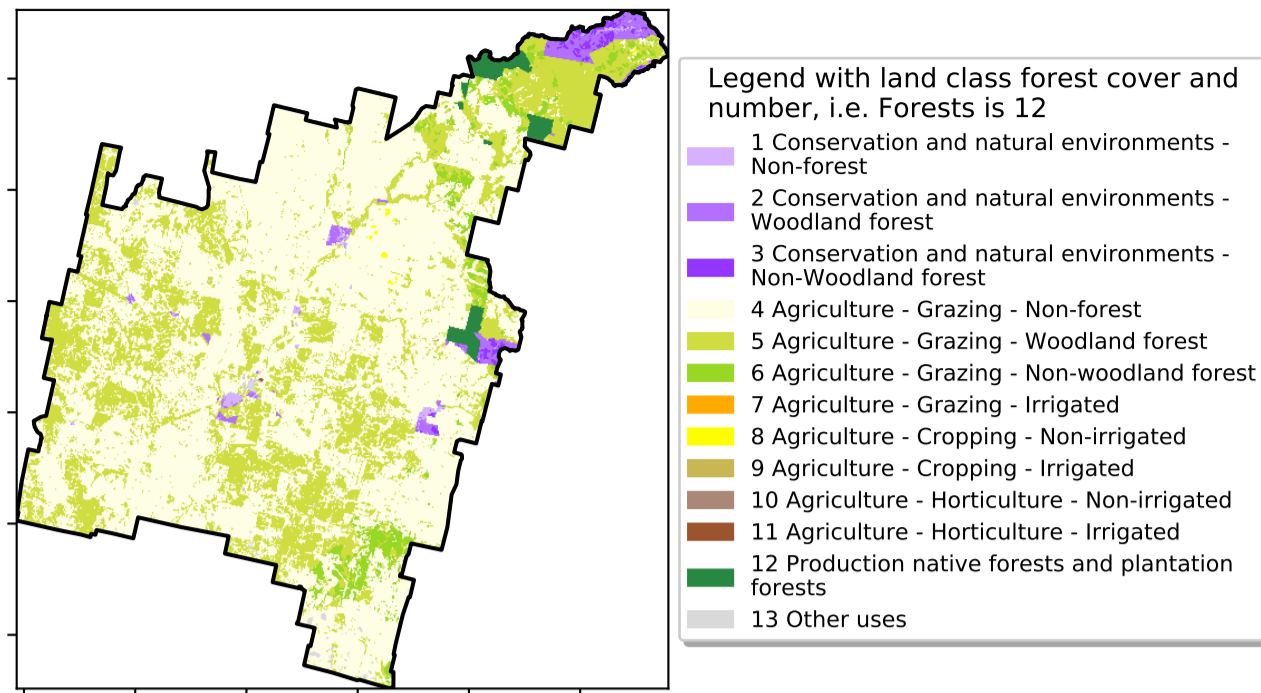 Legend with land class forest cover and
number, i.e. Forests is 12
1 Conservation and natural environments -
Non-forest
2 Conservation and natural environments -
Woodland forest
3 Conservation and natural environments -
Non-Woodland forest
4 Agriculture - Grazing - Non-forest
5 Agriculture - Grazing - Woodland forest
6 Agriculture - Grazing - Non-woodland forest
7 Agriculture - Grazing - Irrigated
8 Agriculture - Cropping - Non-irrigated
9 Agriculture - Cropping - Irrigated
10 Agriculture - Horticulture - Non-irrigated
11 Agriculture - Horticulture - Irrigated
12 Production native forests and plantation
forests
13 Other uses